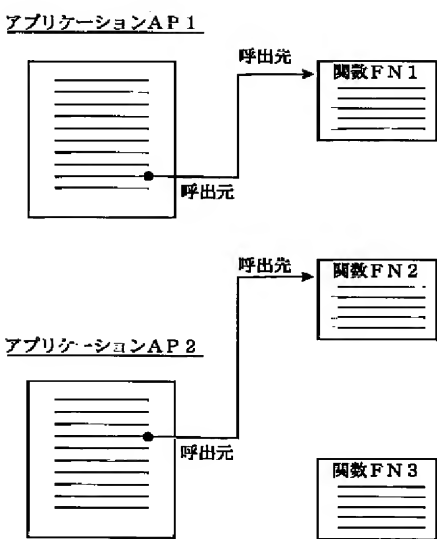 アプリケーションAP1
呼出先
関数FN1
呼出元
呼出先
関数FN2
アプリケーションAP2
呼出元
関数FN3